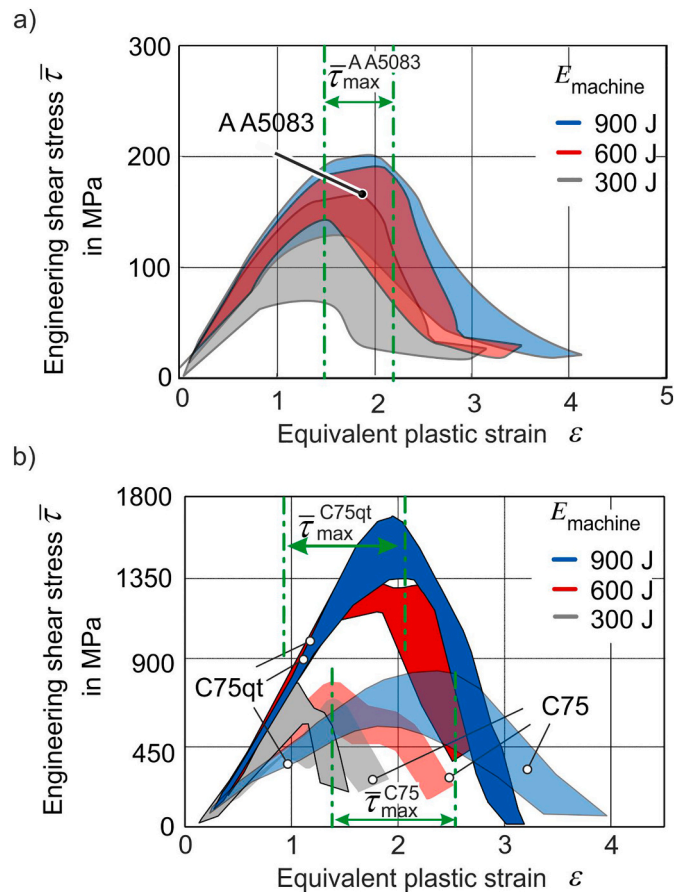 a)
Engineering shear stress τ̅
in MPa
300
200
100
0
τ̅ max A A5083
A A5083
E machine
900 J
600 J
300 J
0 1 2 3 4 5
Equivalent plastic strain ε
b)
Engineering shear stress τ̅
in MPa
1800
1350
900
450
0
τ̅ max C75qt
E machine
900 J
600 J
300 J
C75qt
C75
τ̅ max C75
0 1 2 3 4
Equivalent plastic strain ε